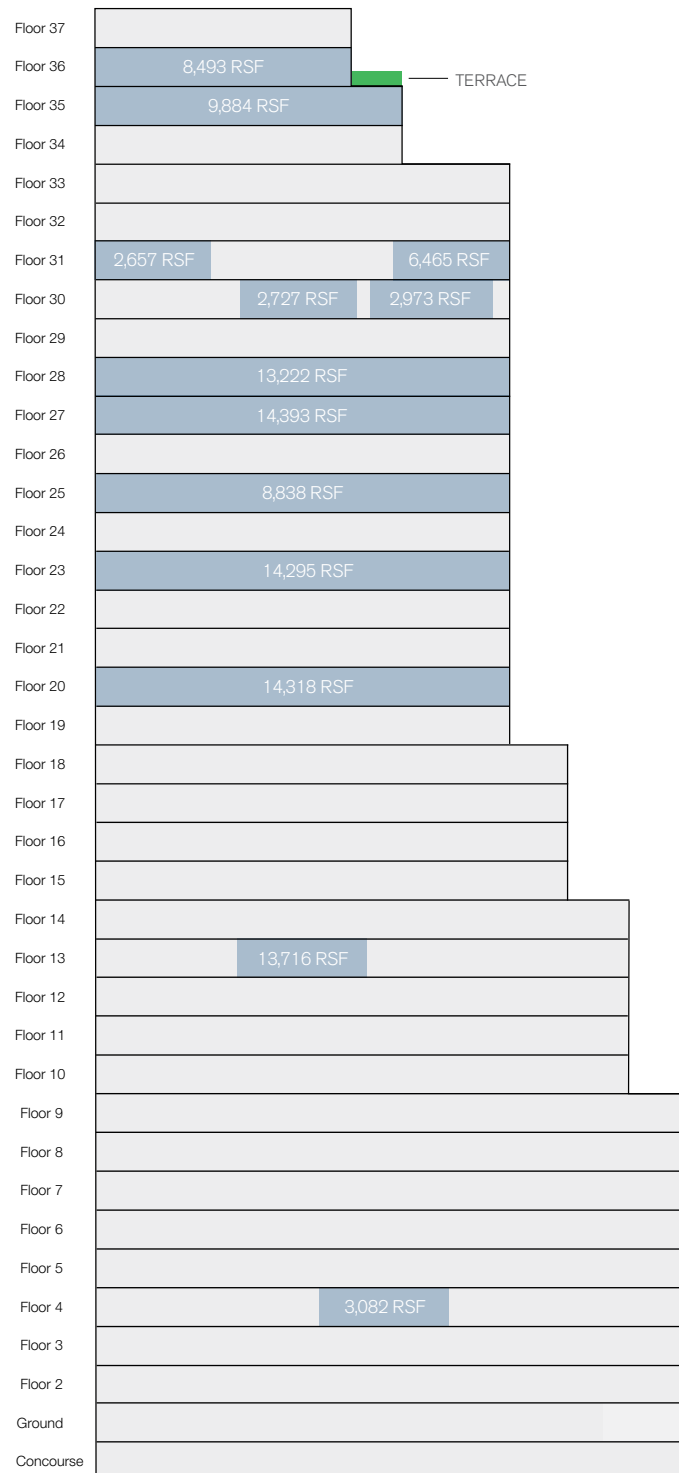 Floor 37
Floor 36 8,493 RSF
TERRACE
Floor 35 9,884 RSF
Floor 34
Floor 33
Floor 32
Floor 31 2,657 RSF 6,465 RSF
Floor 30 2,727 RSF 2,973 RSF
Floor 29
Floor 28 13,222 RSF
Floor 27 14,393 RSF
Floor 26
Floor 25 8,838 RSF
Floor 24
Floor 23 14,295 RSF
Floor 22
Floor 21
Floor 20 14,318 RSF
Floor 19
Floor 18
Floor 17
Floor 16
Floor 15
Floor 14
Floor 13 13,716 RSF
Floor 12
Floor 11
Floor 10
Floor 9
Floor 8
Floor 7
Floor 6
Floor 5
Floor 4 3,082 RSF
Floor 3
Floor 2
Ground
Concourse